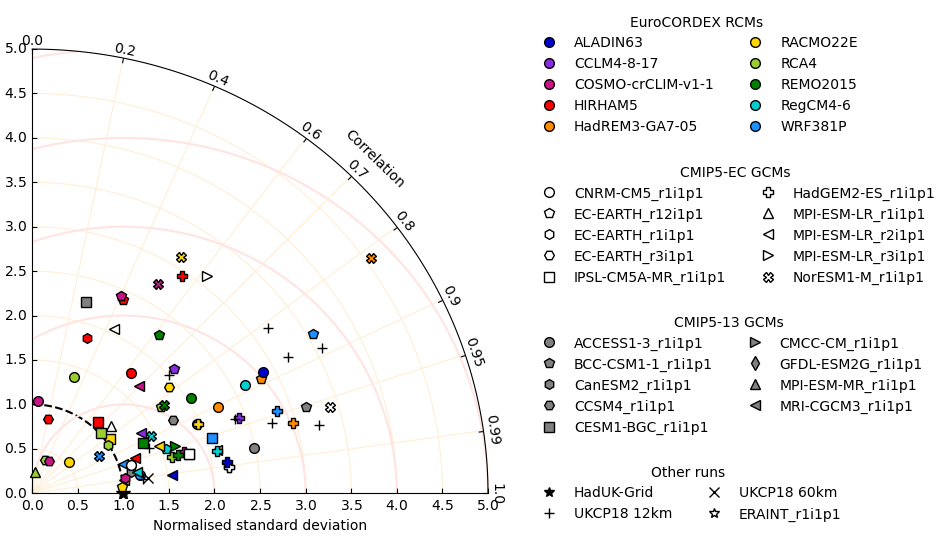 0.0
0.2
0.4
0.6
Correlation
0.7
0.8
0.9
0.95
0.99
1.0
5.0
4.5
4.0
3.5
3.0
2.5
2.0
1.5
1.0
0.5
0.0
0.0 0.5 1.0 1.5 2.0 2.5 3.0 3.5 4.0 4.5 5.0
Normalised standard deviation
EuroCORDEX RCMs
ALADIN63 RACMO22E
CCLM4-8-17 RCA4
COSMO-crCLIM-v1-1 REMO2015
HIRHAM5 RegCM4-6
HadREM3-GA7-05 WRF381P
CMIP5-EC GCMs
CNRM-CM5_r1i1p1 HadGEM2-ES_r1i1p1
EC-EARTH_r12i1p1 MPI-ESM-LR_r1i1p1
EC-EARTH_r1i1p1 MPI-ESM-LR_r2i1p1
EC-EARTH_r3i1p1 MPI-ESM-LR_r3i1p1
IPSL-CM5A-MR_r1i1p1 NorESM1-M_r1i1p1
CMIP5-13 GCMs
ACCESS1-3_r1i1p1 CMCC-CM_r1i1p1
BCC-CSM1-1_r1i1p1 GFDL-ESM2G_r1i1p1
CanESM2_r1i1p1 MPI-ESM-MR_r1i1p1
CCSM4_r1i1p1 MRI-CGCM3_r1i1p1
CESM1-BGC_r1i1p1
Other runs
HadUK-Grid UKCP18 60km
UKCP18 12km ERAINT_r1i1p1